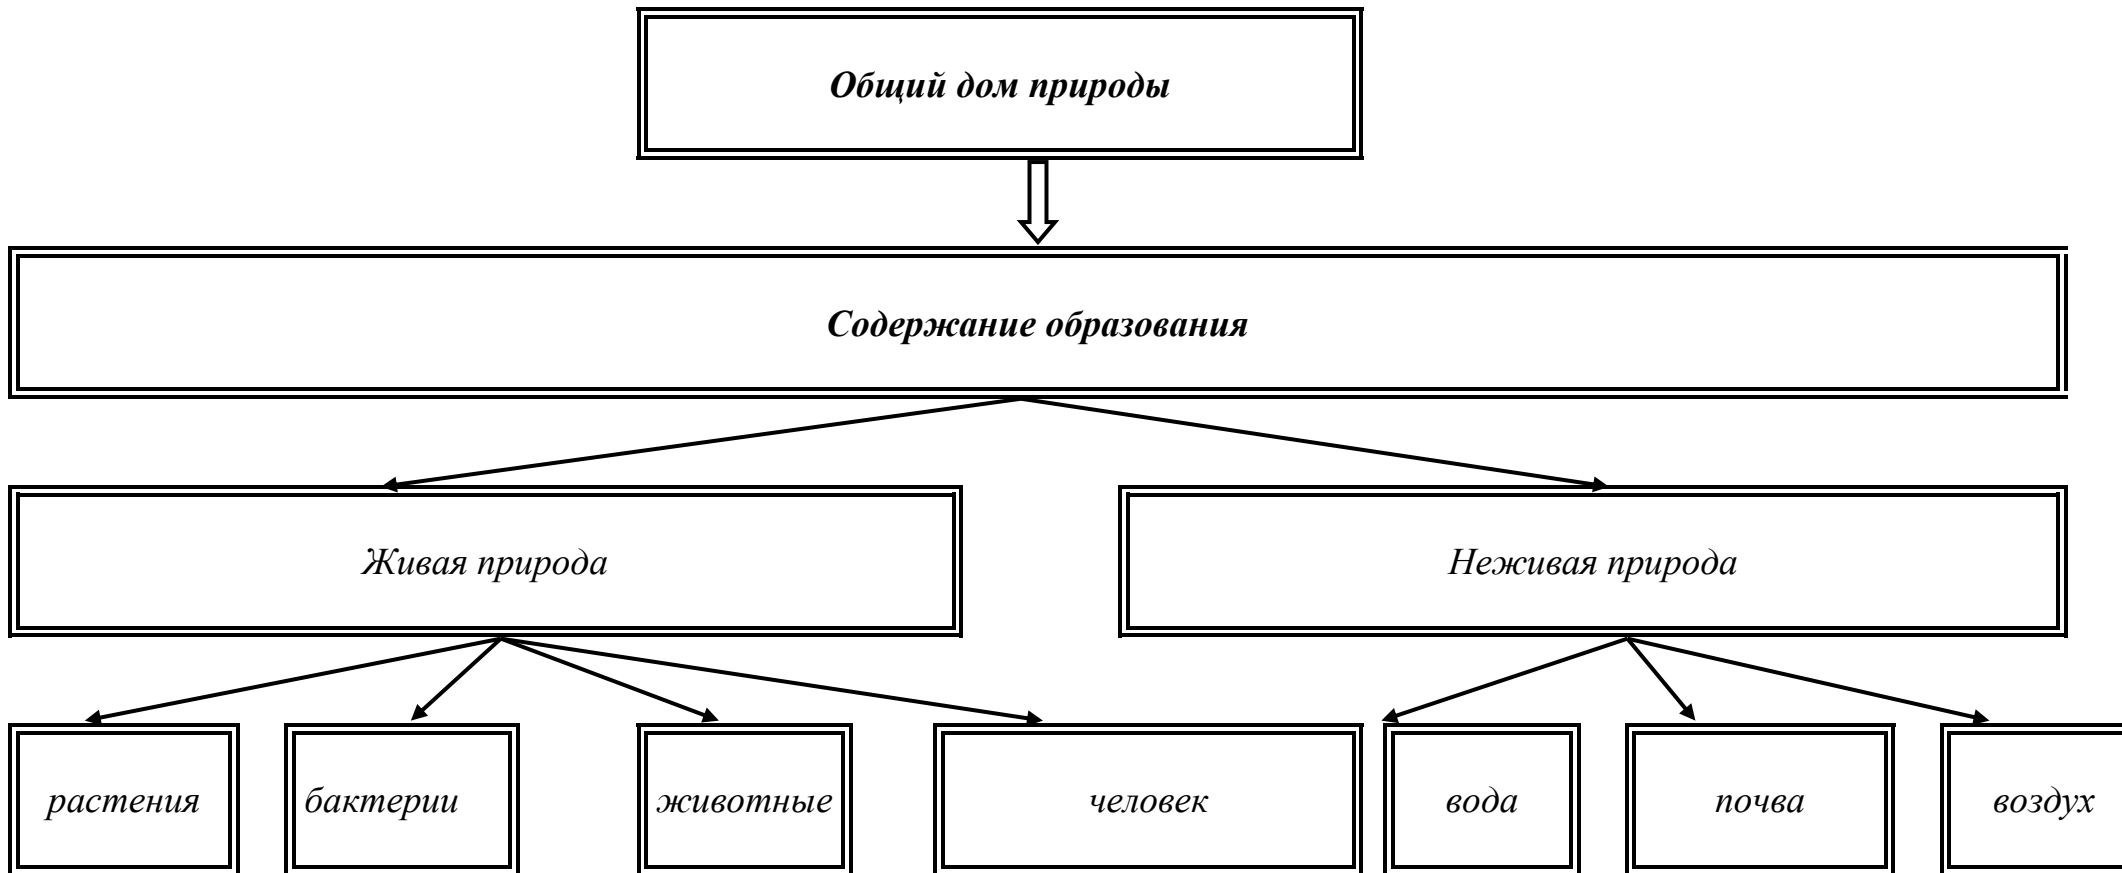 Общий дом природы
Содержание образования
Живая природа
Неживая природа
растения
бактерии
животные
человек
вода
почва
воздух